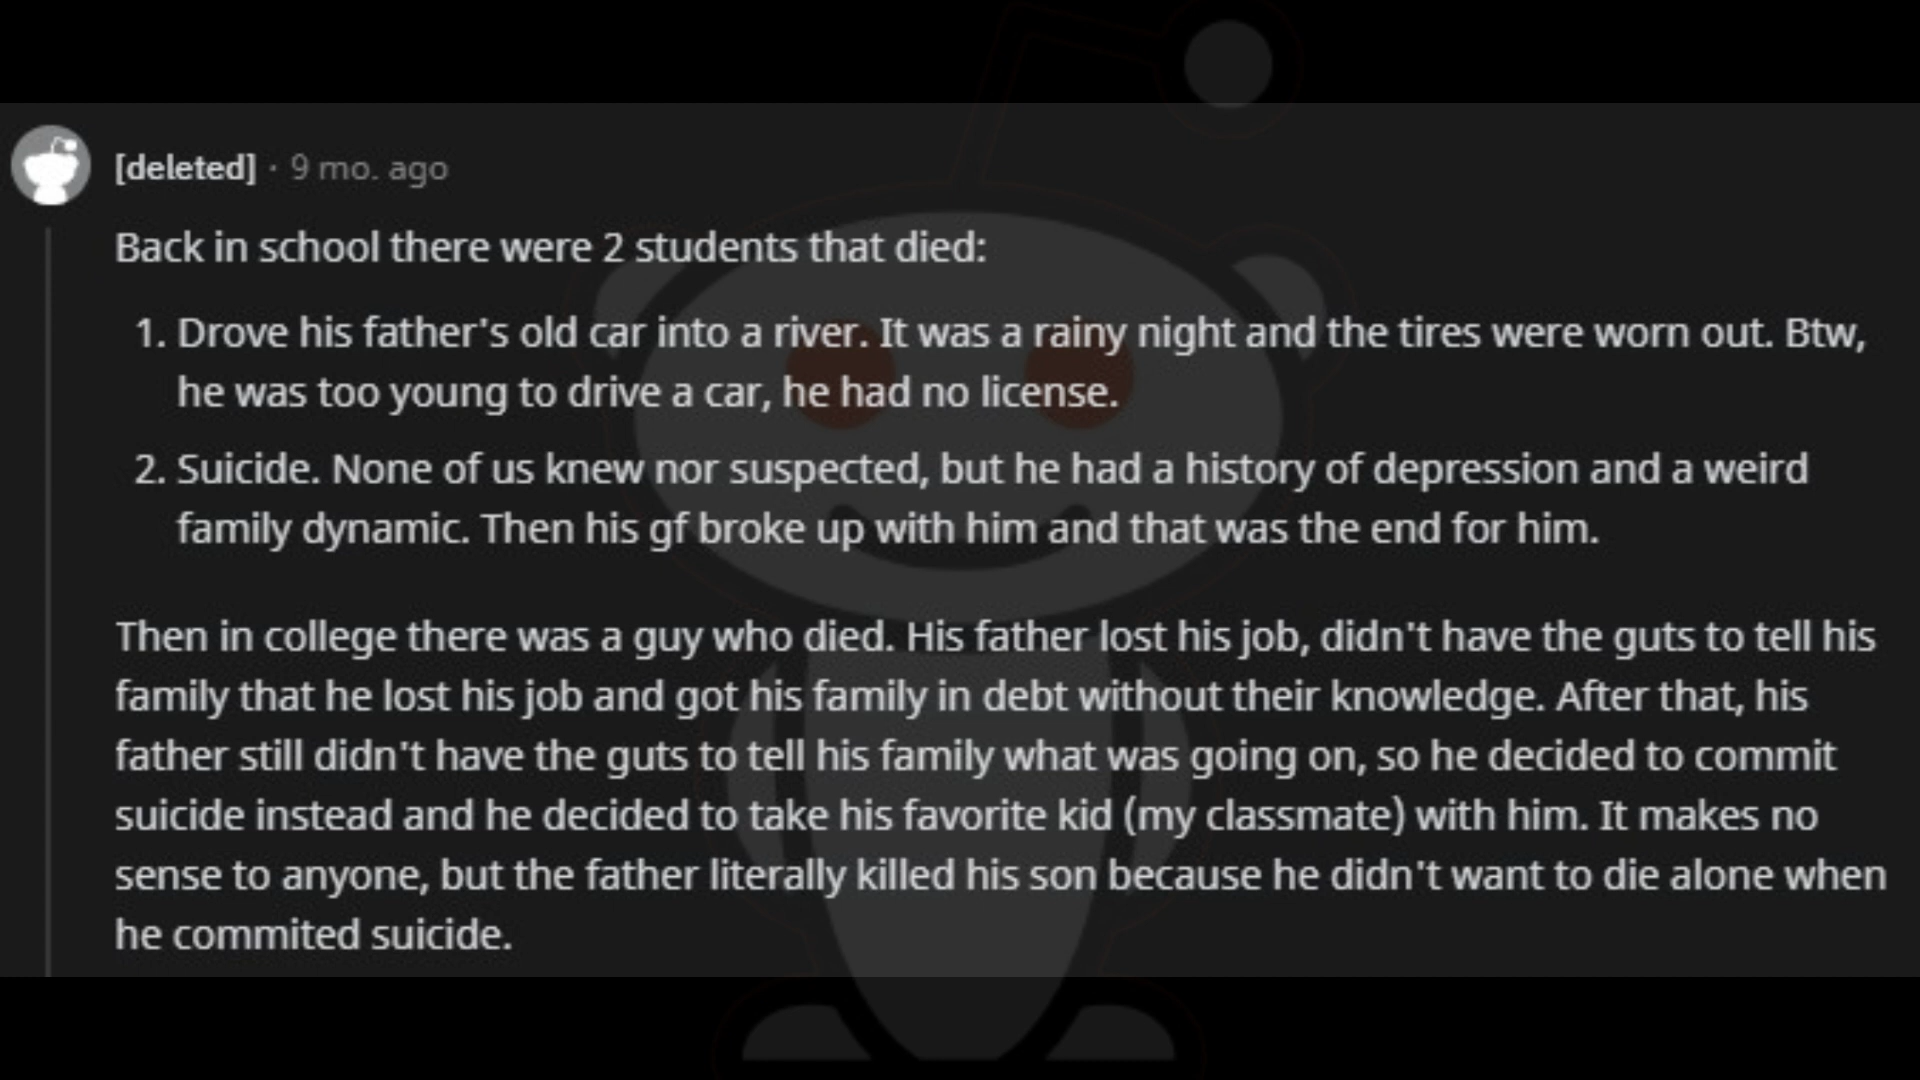 [deleted] · 9 mo. ago
Back in school there were 2 students that died:
1. Drove his father's old car into a river. It was a rainy night and the tires were worn out. Btw,
he was too young to drive a car, he had no license.
2. Suicide. None of us knew nor suspected, but he had a history of depression and a weird
family dynamic. Then his gf broke up with him and that was the end for him.
Then in college there was a guy who died. His father lost his job, didn't have the guts to tell his
family that he lost his job and got his family in debt without their knowledge. After that, his
father still didn't have the guts to tell his family what was going on, so he decided to commit
suicide instead and he decided to take his favorite kid (my classmate) with him. It makes no
sense to anyone, but the father literally killed his son because he didn't want to die alone when
he commited suicide.